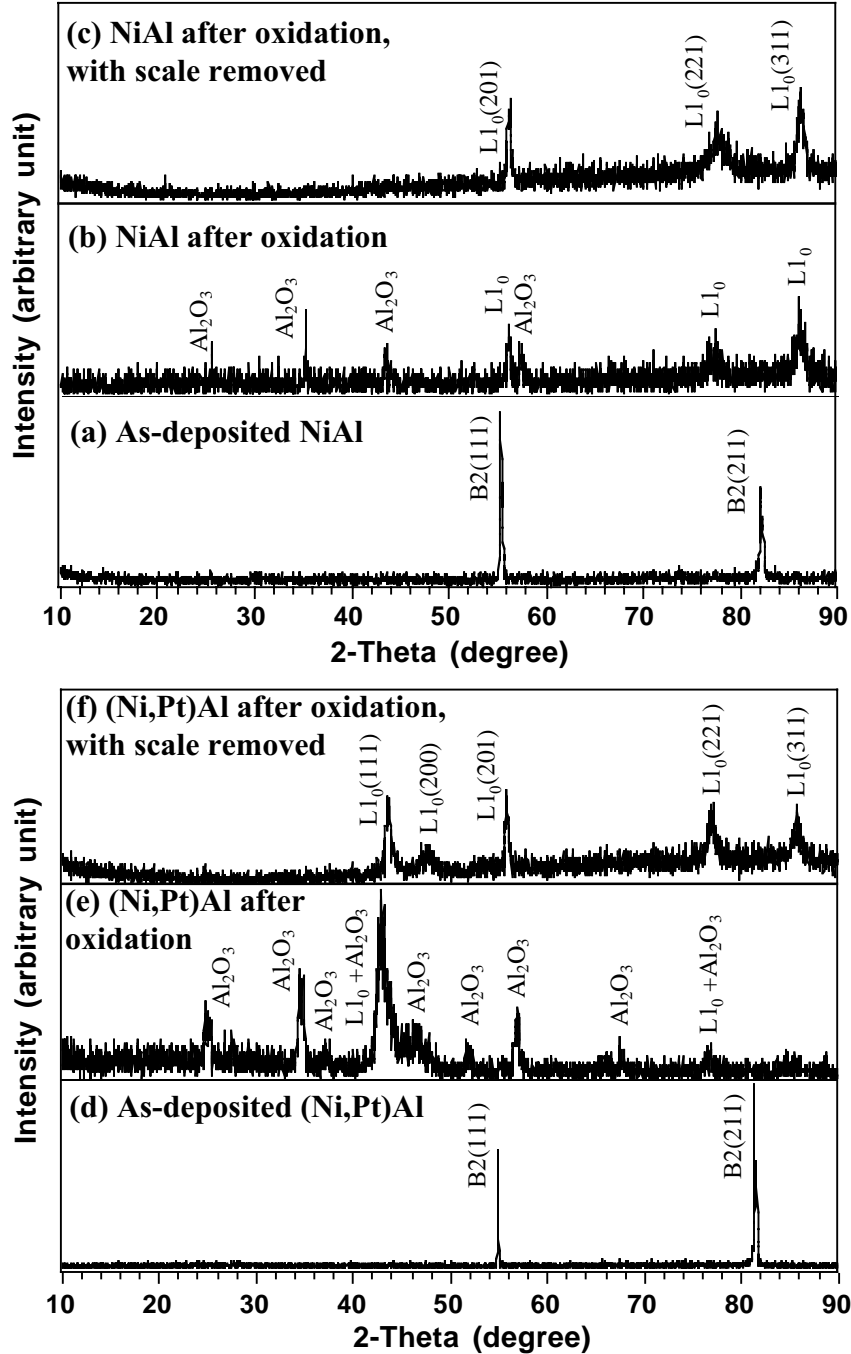 (c) NiAl after oxidation,
with scale removed
L1₀(201)
L1₀(221)
L1₀(311)
(b) NiAl after oxidation
Al₂O₃
Al₂O₃
Al₂O₃
L1₀
Al₂O₃
L1₀
L1₀
(a) As-deposited NiAl
B2(111)
B2(211)
Intensity (arbitrary unit)
10 20 30 40 50 60 70 80 90
2-Theta (degree)
(f) (Ni,Pt)Al after oxidation,
with scale removed
L1₀(111)
L1₀(200)
L1₀(201)
L1₀(221)
L1₀(311)
(e) (Ni,Pt)Al after
oxidation
Al₂O₃
Al₂O₃
Al₂O₃
L1₀ +Al₂O₃
Al₂O₃
Al₂O₃
Al₂O₃
Al₂O₃
L1₀ +Al₂O₃
(d) As-deposited (Ni,Pt)Al
B2(111)
B2(211)
Intensity (arbitrary unit)
10 20 30 40 50 60 70 80 90
2-Theta (degree)